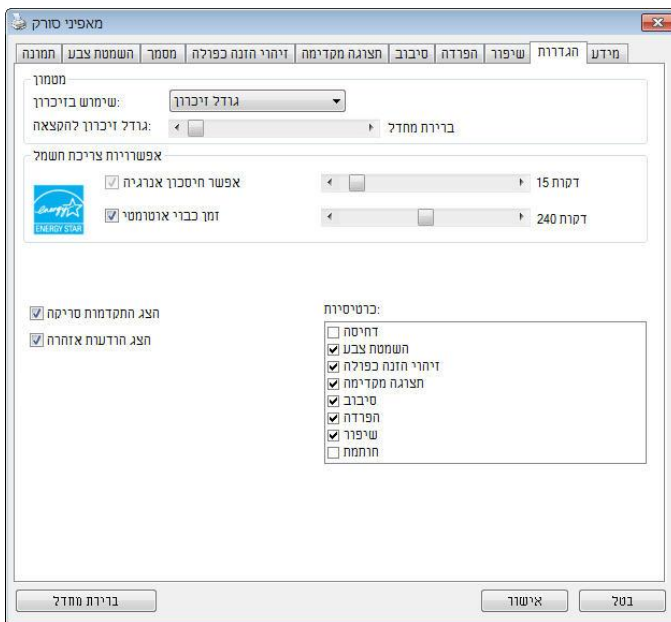 מאפיני סורק
תמונה השמטת צבע מסמך זיהוי הזנה כפולה תצוגה מקדימה סיבוב הפרדה שיפור הגדרות מידע
מטמון
שימוש בזיכרון: גודל זיכרון
גודל זיכרון להקצאה: ברירת מחדל
אפשרויות צריכת חשמל
אפשר חיסכון אנרגיה 15 דקות
זמן כבוי אוטומטי 240 דקות
energy
ENERGY STAR
הצג התקדמות סריקה
הצג הודעות אזהרה
כרטיסיות:
דחיסה
השמטת צבע
זיהוי הזנה כפולה
תצוגה מקדימה
סיבוב
הפרדה
שיפור
חותמת
ברירת מחדל אישור בטל